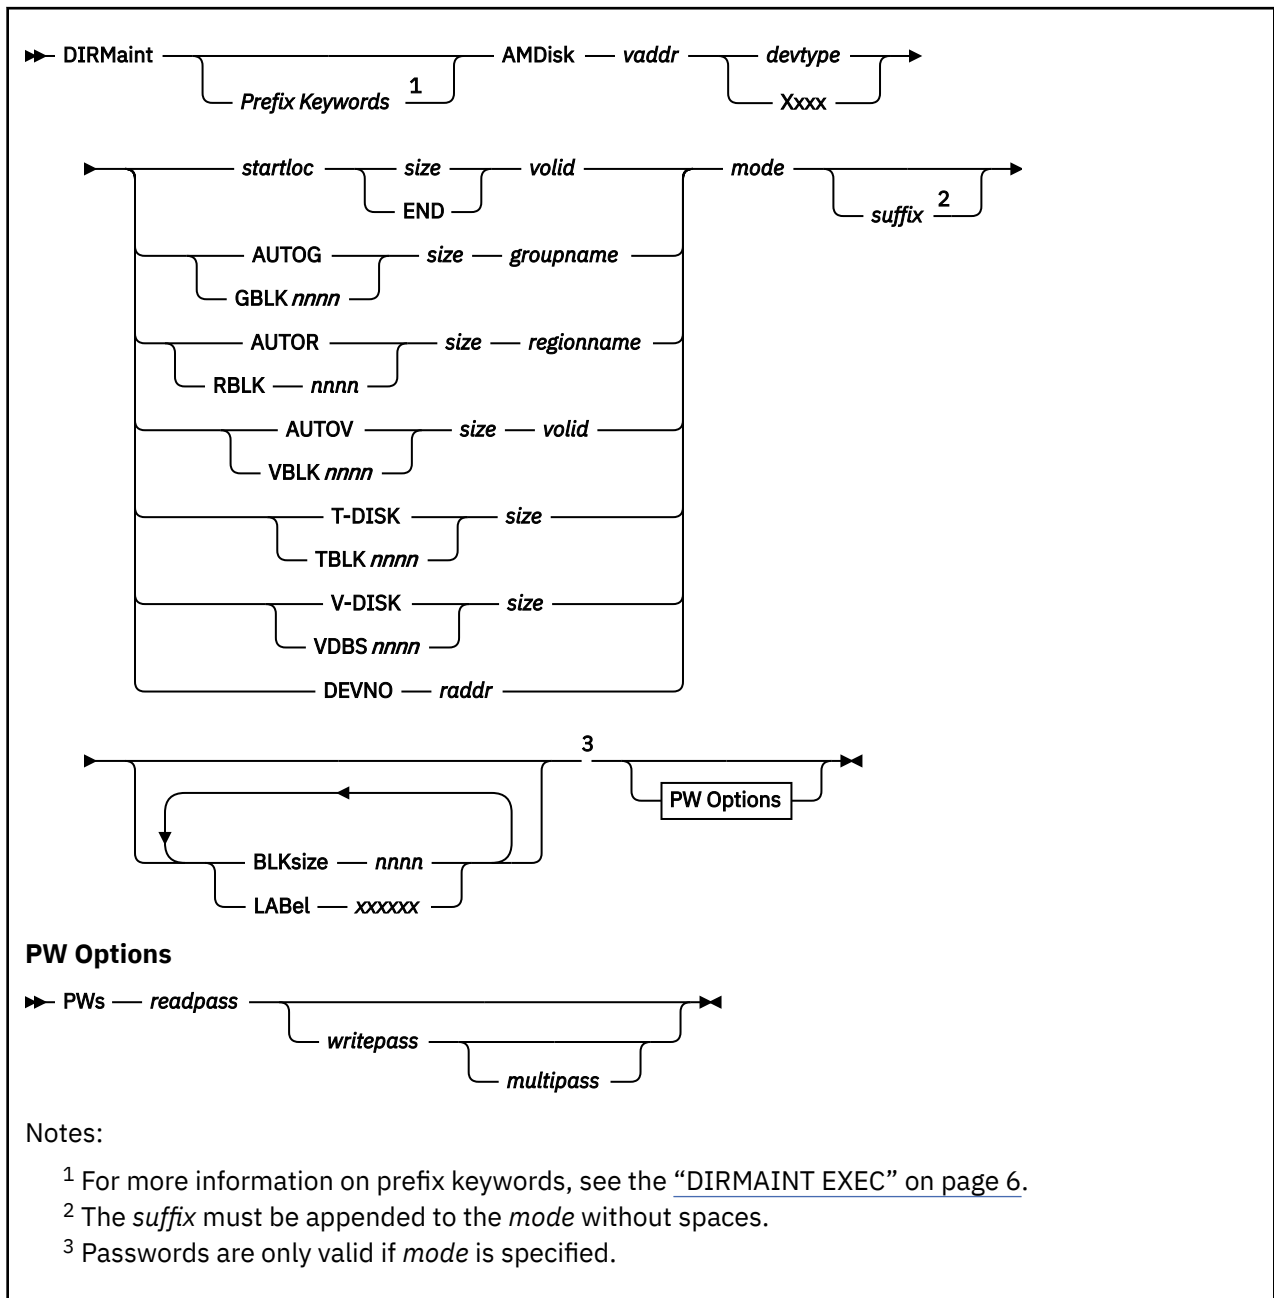 DIRMaint AMDisk vaddr devtype
Prefix Keywords 1 Xxxx
startloc size volid mode
END suffix 2
AUTOG size groupname
GBLK nnnn
AUTOR size regionname
RBLK nnnn
AUTOV size volid
VBLK nnnn
T-DISK size
TBLK nnnn
V-DISK size
VDBS nnnn
DEVNO raddr
3
PW Options
BLKsize nnnn
LABel xxxxxx
PW Options
PWs readpass
writepass
multipass
Notes:
1 For more information on prefix keywords, see the “DIRMAINT EXEC” on page 6.
2 The suffix must be appended to the mode without spaces.
3 Passwords are only valid if mode is specified.